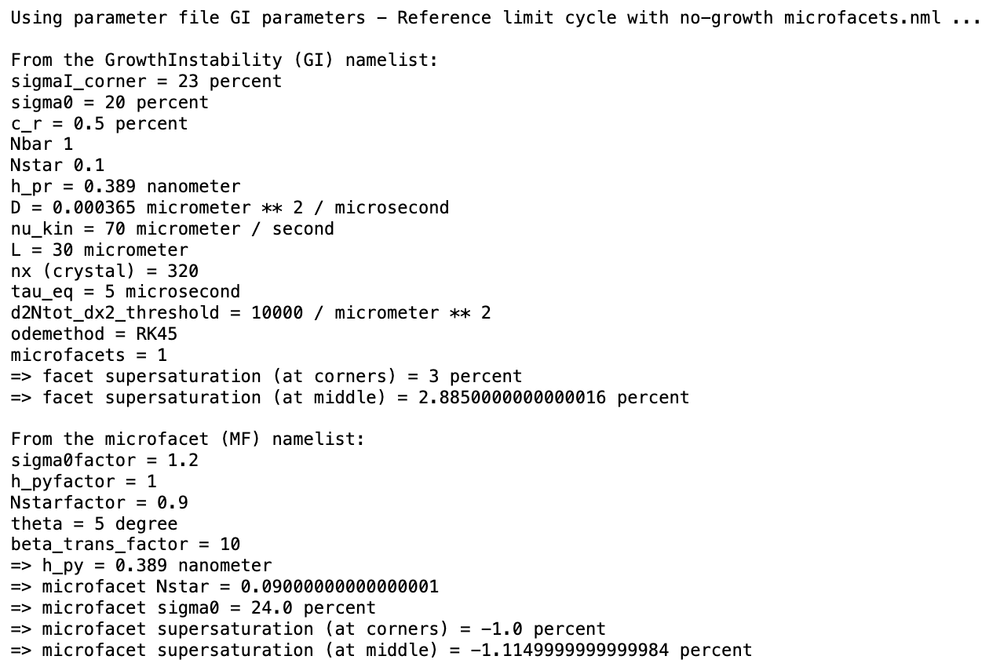 Using parameter file GI parameters - Reference limit cycle with no-growth microfacets.nml ...
From the GrowthInstability (GI) namelist:
sigmaI_corner = 23 percent
sigma0 = 20 percent
c_r = 0.5 percent
Nbar 1
Nstar 0.1
h_pr = 0.389 nanometer
D = 0.000365 micrometer ** 2 / microsecond
nu_kin = 70 micrometer / second
L = 30 micrometer
nx (crystal) = 320
tau_eq = 5 microsecond
d2Ntot_dx2_threshold = 10000 / micrometer ** 2
odemethod = RK45
microfacets = 1
=> facet supersaturation (at corners) = 3 percent
=> facet supersaturation (at middle) = 2.8850000000000016 percent
From the microfacet (MF) namelist:
sigma0factor = 1.2
h_pyfactor = 1
Nstarfactor = 0.9
theta = 5 degree
beta_trans_factor = 10
=> h_py = 0.389 nanometer
=> microfacet Nstar = 0.09000000000000001
=> microfacet sigma0 = 24.0 percent
=> microfacet supersaturation (at corners) = -1.0 percent
=> microfacet supersaturation (at middle) = -1.1149999999999984 percent